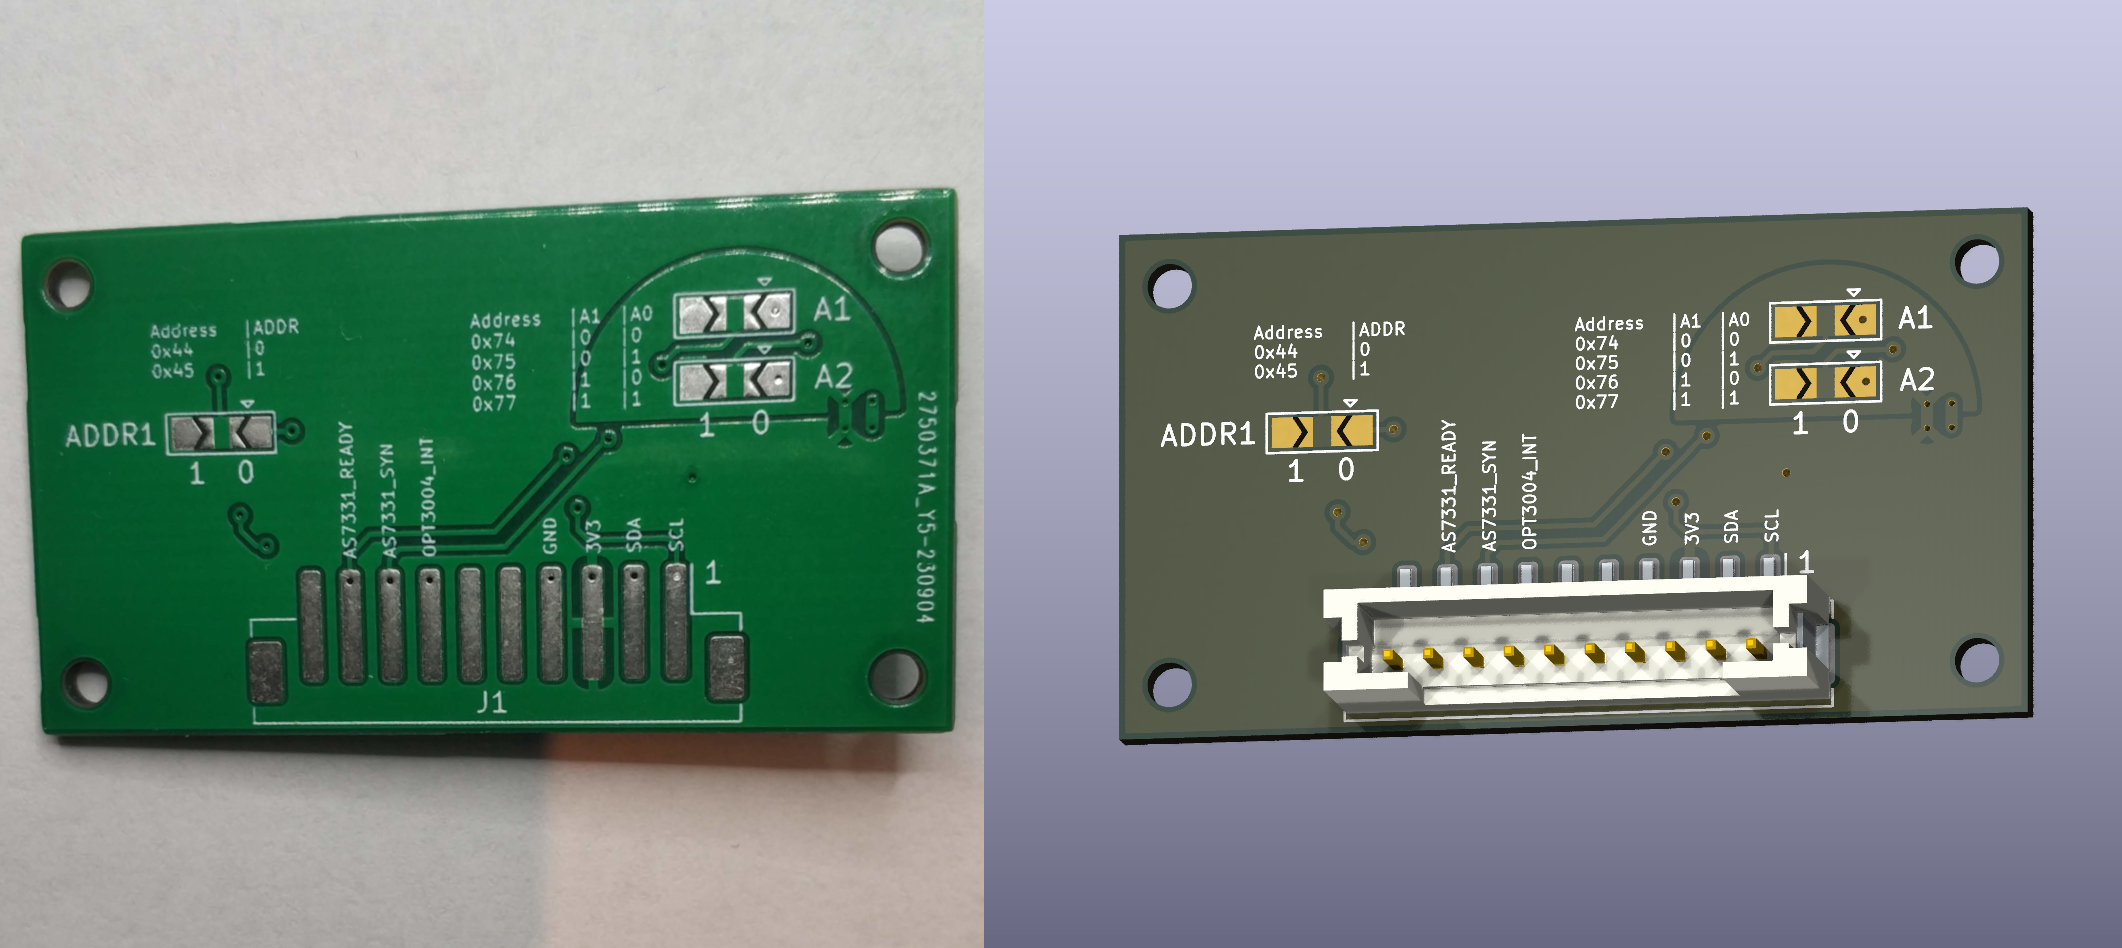 Address |ADDR
0x44 0
0x45 1
ADDR1
1 0
Address |A1 |A0
0x74 0 0
0x75 0 1
0x76 1 0
0x77 1 1
A1
A2
1 0
AS7331_READY
AS7331_SYN
OPT3004_INT
GND
3V3
SDA
SCL
1
J1
2750371A_Y5-230904
Address |ADDR
0x44 0
0x45 1
ADDR1
1 0
Address |A1 |A0
0x74 0 0
0x75 0 1
0x76 1 0
0x77 1 1
A1
A2
1 0
AS7331_READY
AS7331_SYN
OPT3004_INT
GND
3V3
SDA
SCL
1